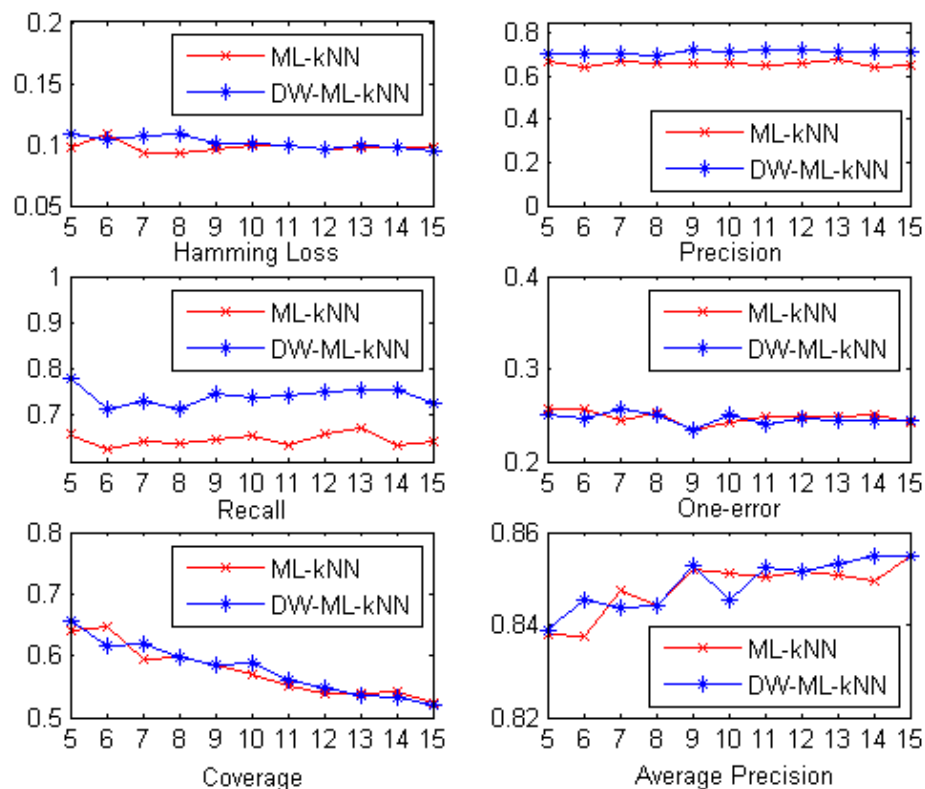 0.2
0.15
0.1
0.05
ML-kNN
DW-ML-kNN
5 6 7 8 9 10 11 12 13 14 15
Hamming Loss
0.8
0.6
0.4
0.2
0
ML-kNN
DW-ML-kNN
5 6 7 8 9 10 11 12 13 14 15
Precision
1
0.9
0.8
0.7
ML-kNN
DW-ML-kNN
5 6 7 8 9 10 11 12 13 14 15
Recall
0.4
0.3
0.2
ML-kNN
DW-ML-kNN
5 6 7 8 9 10 11 12 13 14 15
One-error
0.8
0.7
0.6
0.5
ML-kNN
DW-ML-kNN
5 6 7 8 9 10 11 12 13 14 15
Coverage
0.86
0.84
0.82
ML-kNN
DW-ML-kNN
5 6 7 8 9 10 11 12 13 14 15
Average Precision